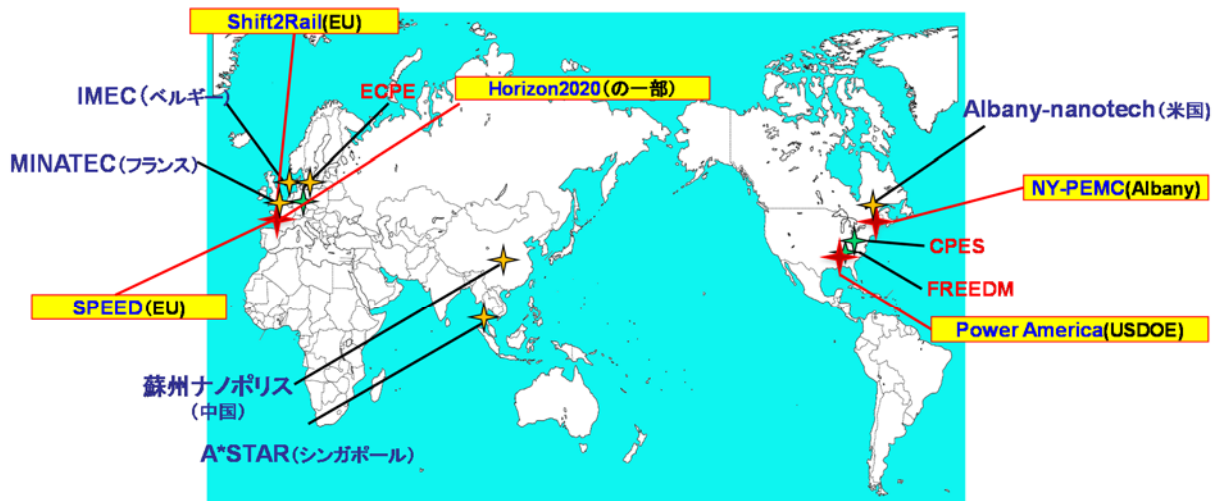 Shift2Rail(EU)
IMEC(ベルギー)
ECPE
Horizon2020(の一部)
Albany-nanotech(米国)
MINATEC(フランス)
NY-PEMC(Albany)
CPES
FREEDM
SPEED(EU)
Power America(USDOE)
蘇州ナノポリス
(中国)
A*STAR(シンガポール)